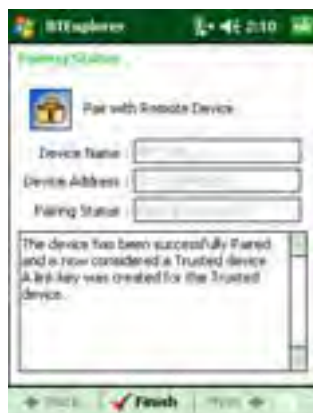 BTExplorer 2:10
Pairing Status
Pair with Remote Device
Device Name :
Device Address :
Pairing Status :
The device has been successfully Paired
and is now considered a Trusted device
A link key was created for the Trusted
device.
Back Finish Next